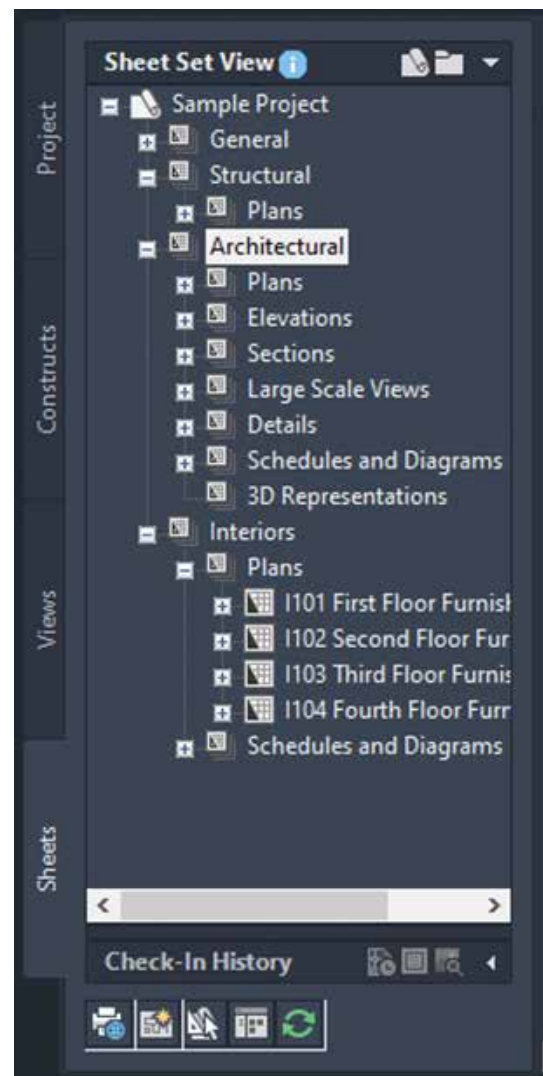 Sheet Set View
Sample Project
General
Structural
Plans
Architectural
Plans
Elevations
Sections
Large Scale Views
Details
Schedules and Diagrams
3D Representations
Interiors
Plans
I101 First Floor Furnish
I102 Second Floor Fur
I103 Third Floor Furnis
I104 Fourth Floor Furn
Schedules and Diagrams
Check-In History
Project
Constructs
Views
Sheets